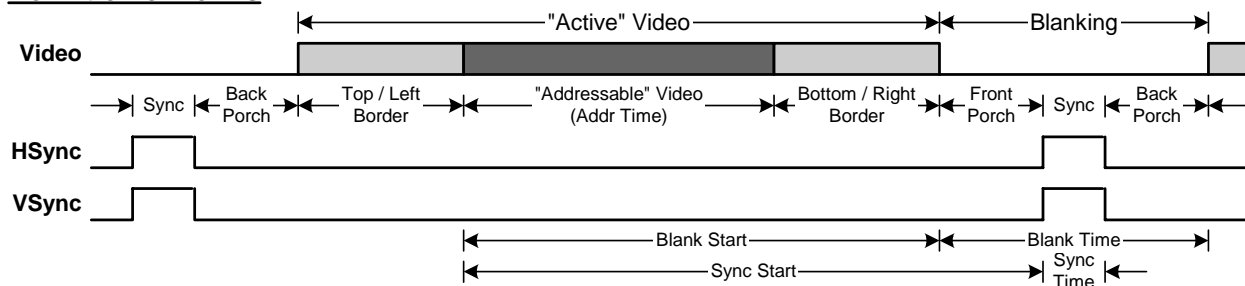 "Active" Video
Blanking
Video
Sync
Back Porch
Top / Left Border
"Addressable" Video (Addr Time)
Bottom / Right Border
Front Porch
Sync
Back Porch
HSync
VSync
Blank Start
Blank Time
Sync Start
Sync Time